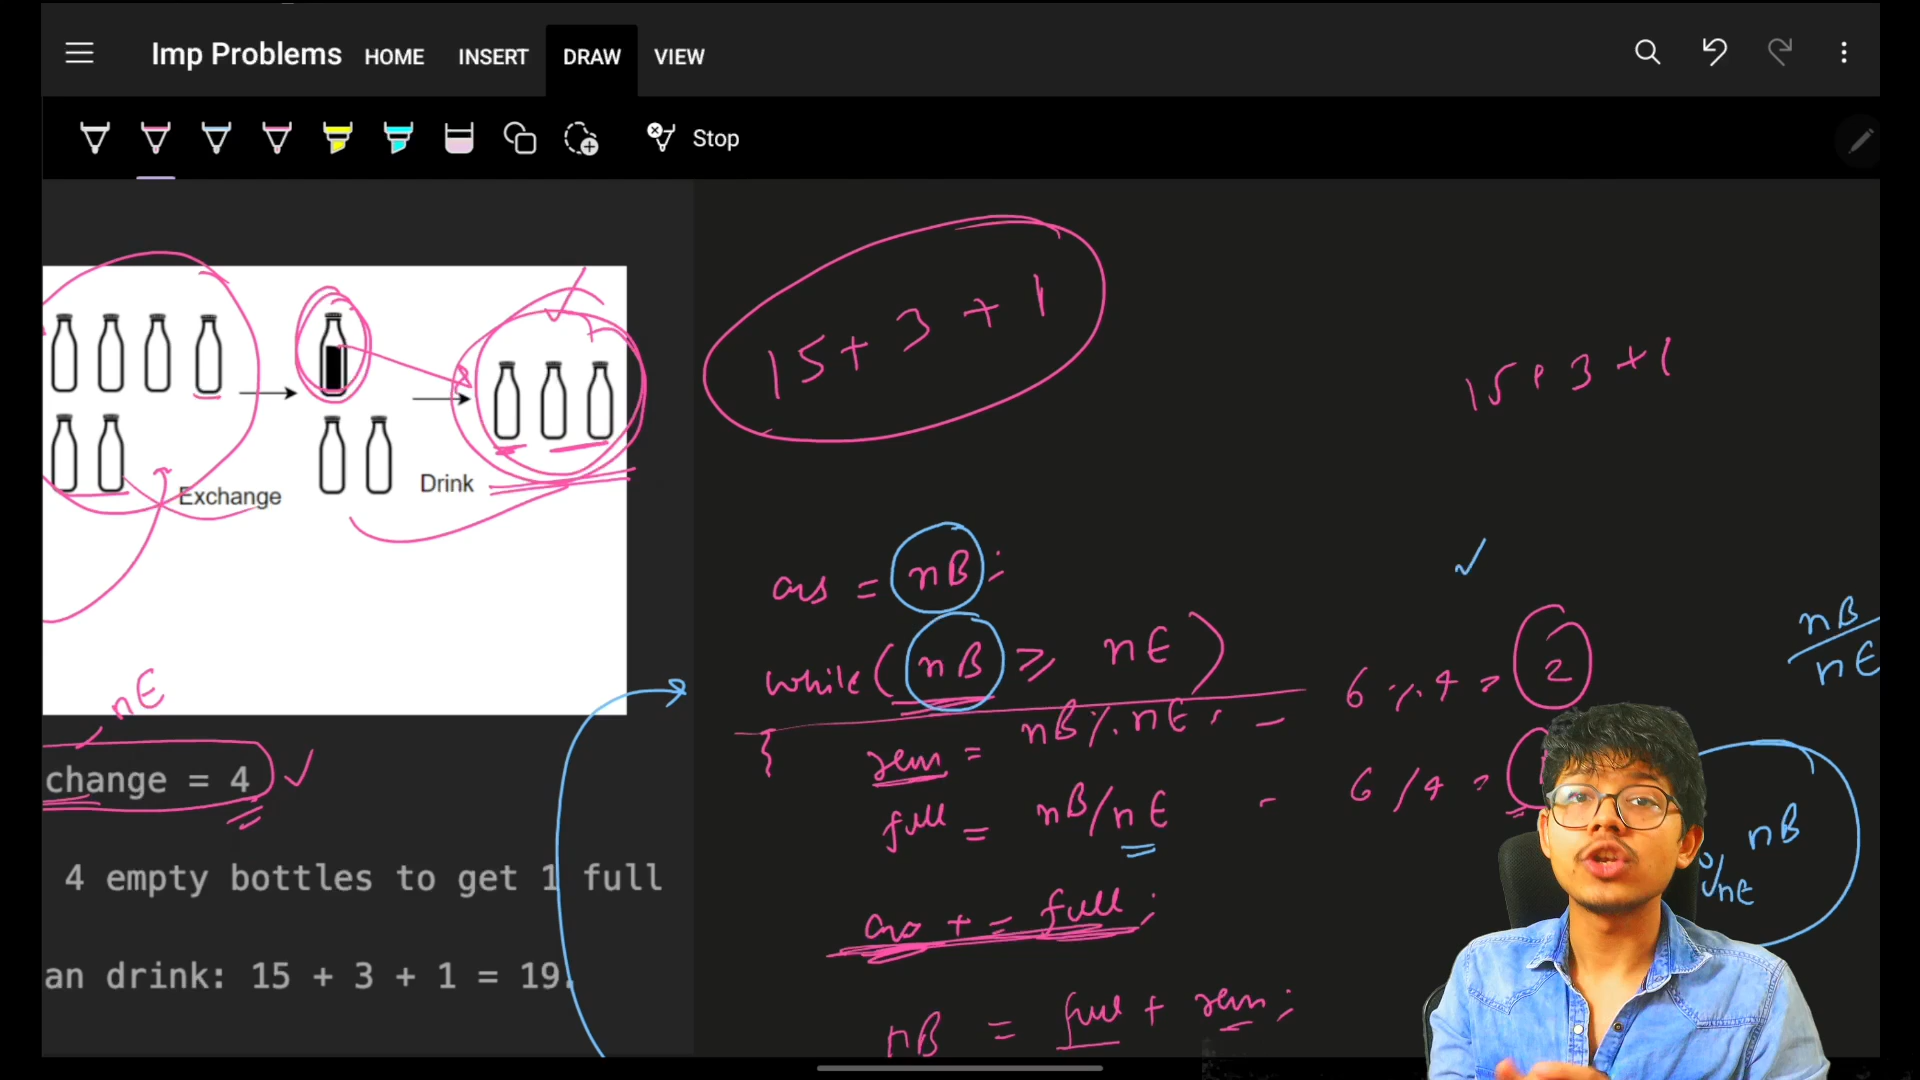 Imp Problems HOME INSERT DRAW VIEW
Stop
15 + 3 + 1
15 + 3 + 1
Exchange
Drink
ans = nB;
while ( nB ≥ nE )
{
rem = nB % nE - 6 % 4 = 2
full = nB / nE - 6 / 4 =
ans + = full ;
nB = full + rem ;
nB
nE
nB
% nE
nE
change = 4
4 empty bottles to get 1 full
an drink: 15 + 3 + 1 = 19.